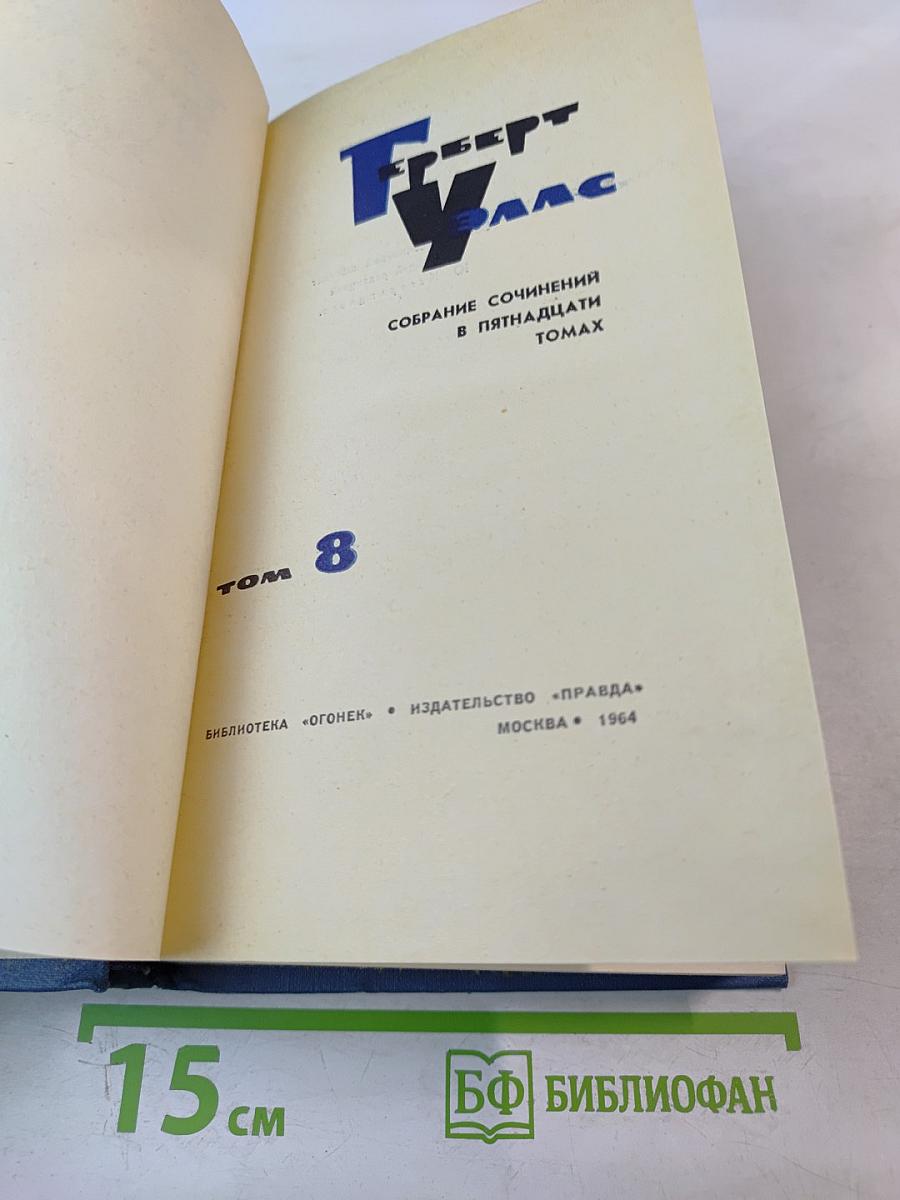 Герберт
Уэллс
СОБРАНИЕ СОЧИНЕНИЙ
В ПЯТНАДЦАТИ
ТОМАХ
ТОМ 8
БИБЛИОТЕКА «ОГОНЕК» • ИЗДАТЕЛЬСТВО «ПРАВДА»
МОСКВА • 1964
15 см
БФ БИБЛИОФАН